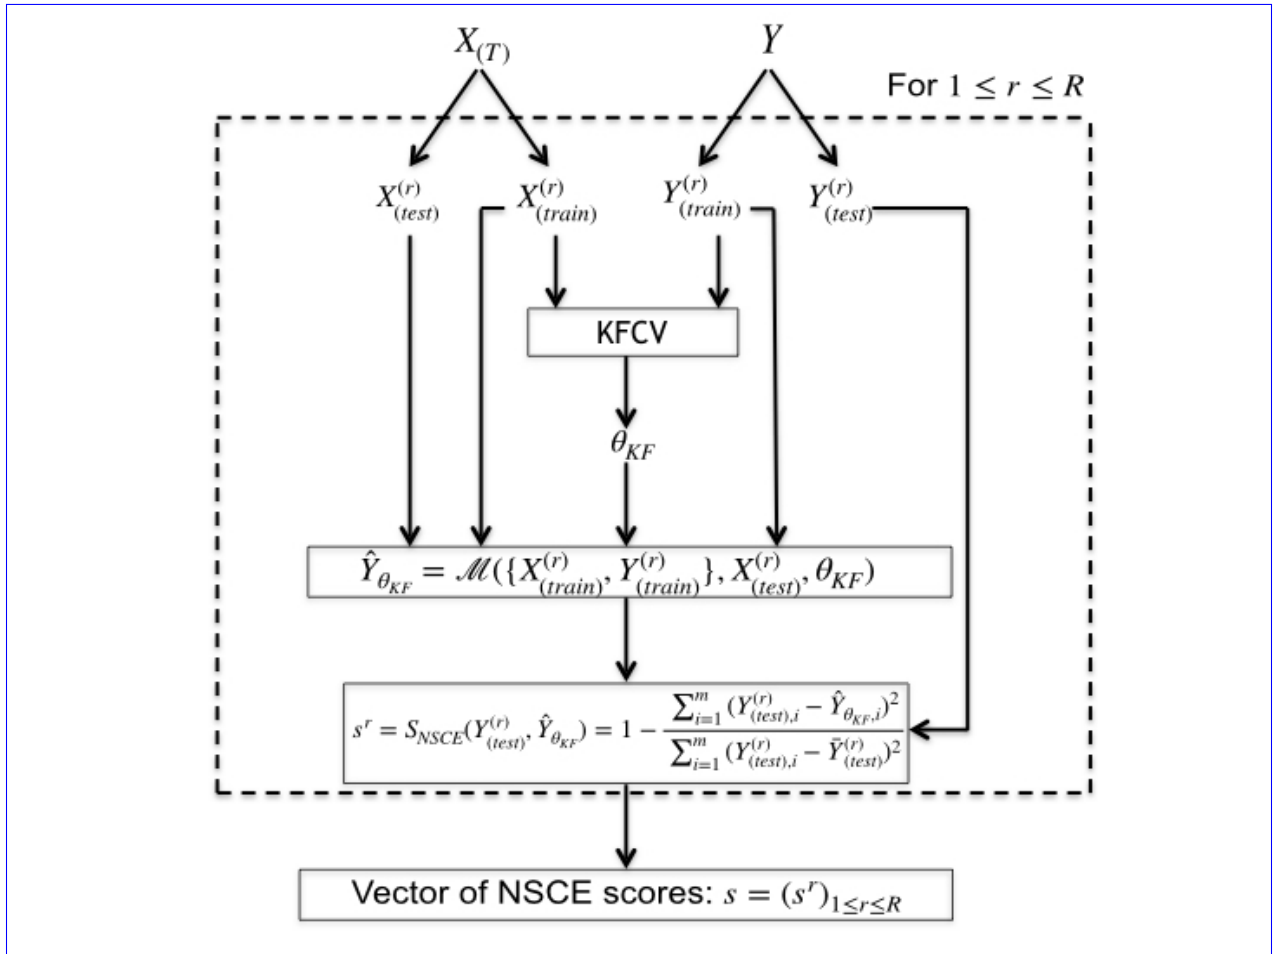 X_(T) Y
For 1 ≤ r ≤ R
X^(r)_(test) X^(r)_(train) Y^(r)_(train) Y^(r)_(test)
KFCV
θ_KF
Ŷ_θ_KF = ℳ({X^(r)_(train), Y^(r)_(train)}, X^(r)_(test), θ_KF)
s^r = S_NSCE(Y^(r)_(test), Ŷ_θ_KF) = 1 − ∑^m_i=1 (Y^(r)_(test),i − Ŷ_θ_KF,i)^2 / ∑^m_i=1 (Y^(r)_(test),i − Ȳ^(r)_(test))^2
Vector of NSCE scores: s = (s^r)_1≤r≤R